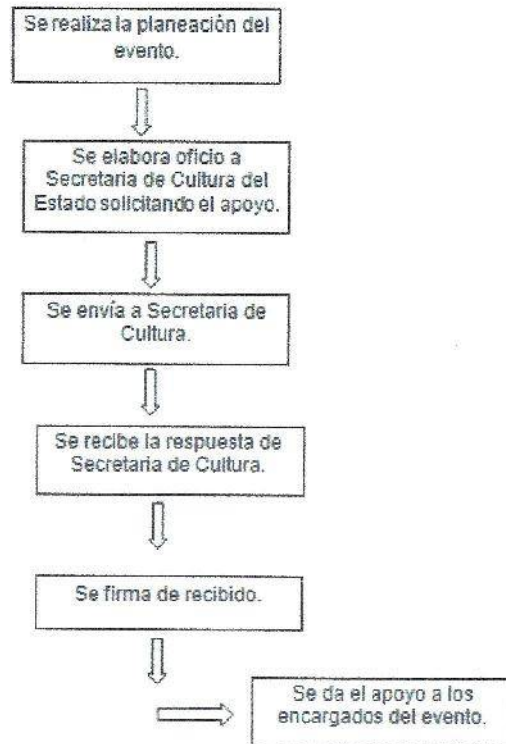 Se realiza la planeación del
evento.
Se elabora oficio a
Secretaria de Cultura del
Estado solicitando el apoyo.
Se envía a Secretaria de
Cultura.
Se recibe la respuesta de
Secretaria de Cultura.
Se firma de recibido.
Se da el apoyo a los
encargados del evento.